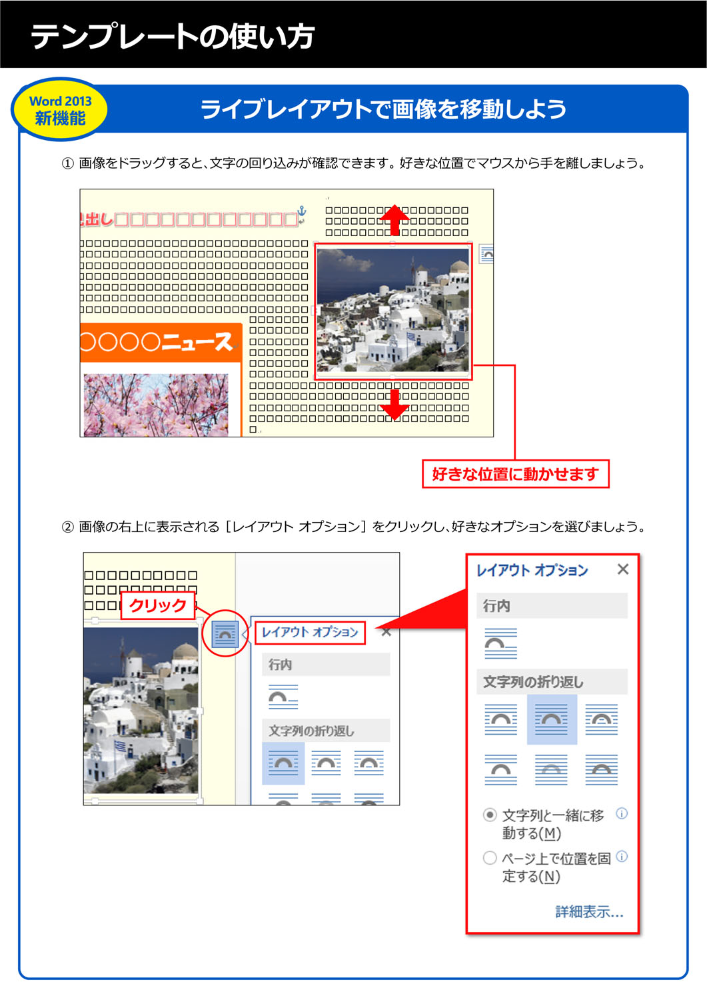 テンプレートの使い方
Word 2013
新機能
ライブレイアウトで画像を移動しよう
① 画像をドラッグすると、文字の回り込みが確認できます。好きな位置でマウスから手を離しましょう。
見出し□□□□□□□□□□□□
〇〇〇〇ニュース
好きな位置に動かせます
② 画像の右上に表示される［レイアウト オプション］をクリックし、好きなオプションを選びましょう。
クリック
レイアウト オプション
行内
文字列の折り返し
レイアウト オプション
行内
文字列の折り返し
文字列と一緒に移
動する(M)
ページ上で位置を固
定する(N)
詳細表示...